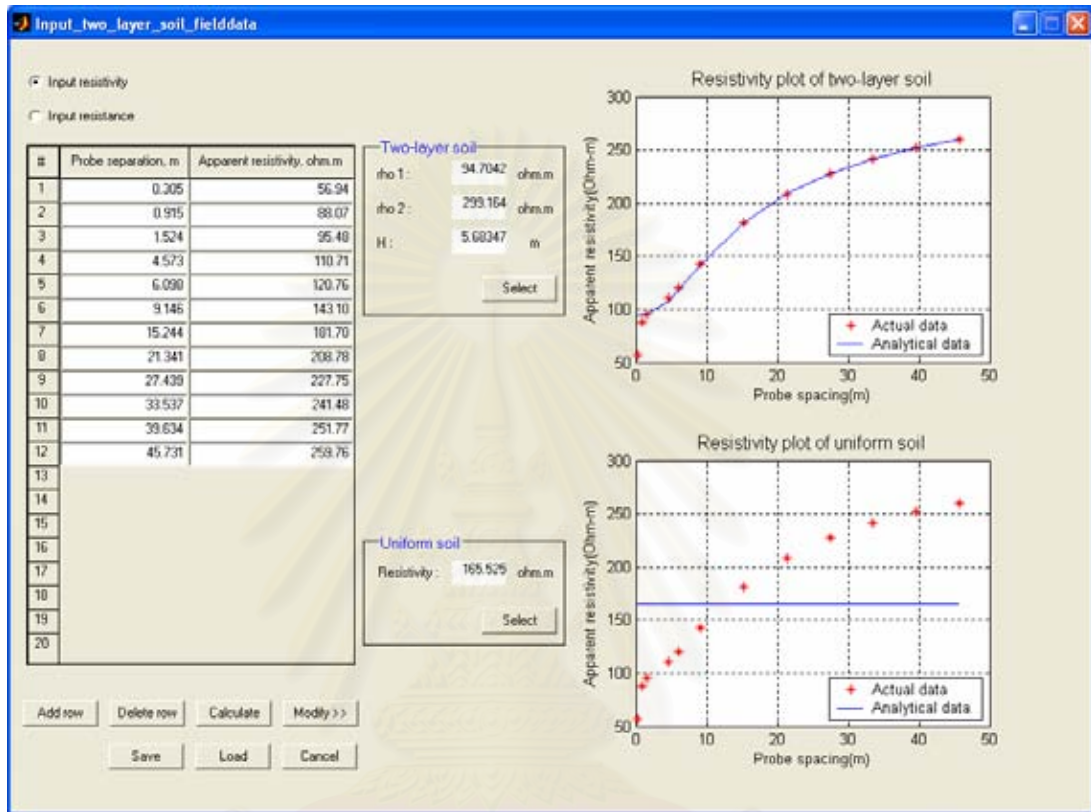 Input_two_layer_soil_fielddata
Input resistivity
Input resistance
# Probe separation, m Apparent resistivity, ohm.m
1 0.305 56.94
2 0.915 88.07
3 1.524 95.48
4 4.573 110.71
5 6.098 120.76
6 9.146 143.10
7 15.244 181.70
8 21.341 208.78
9 27.439 227.75
10 33.537 241.48
11 39.634 251.77
12 45.731 259.76
13
14
15
16
17
18
19
20
Two-layer soil
rho 1 : 94.7042 ohm.m
rho 2 : 299.164 ohm.m
H : 5.68347 m
Select
Uniform soil
Resistivity : 165.525 ohm.m
Select
Add row Delete row Calculate Modify >>
Save Load Cancel
Resistivity plot of two-layer soil
Apparent resistivity(Ohm-m)
300
250
200
150
100
50
Actual data
Analytical data
0 10 20 30 40 50
Probe spacing(m)
Resistivity plot of uniform soil
Apparent resistivity(Ohm-m)
300
250
200
150
100
50
Actual data
Analytical data
0 10 20 30 40 50
Probe spacing(m)